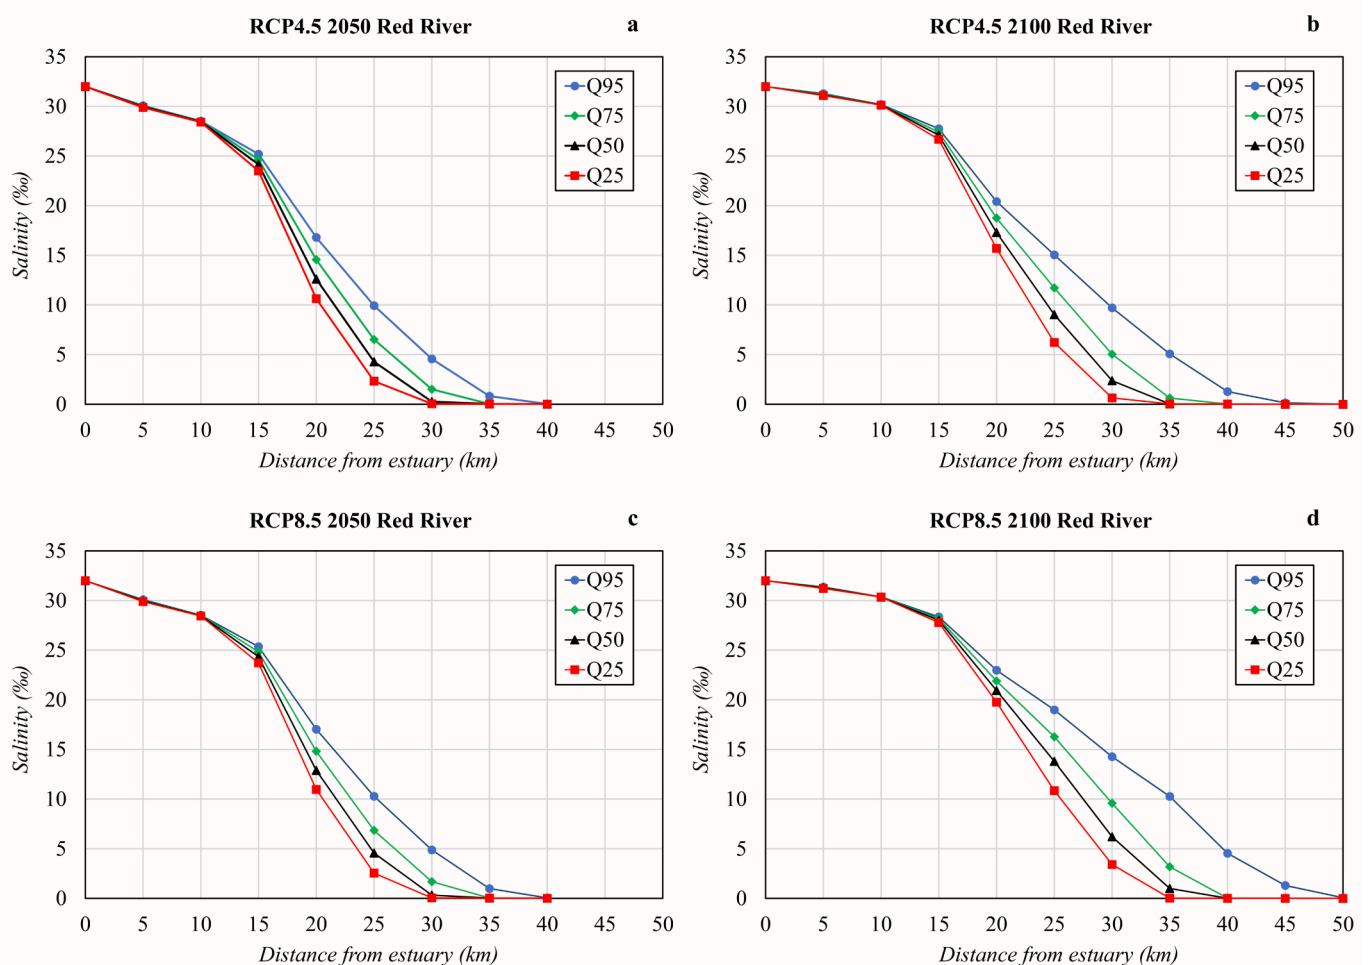 RCP4.5 2050 Red River
a
35
30
25
20
15
10
5
0
Salinity (‰)
Q95
Q75
Q50
Q25
0 5 10 15 20 25 30 35 40 45 50
Distance from estuary (km)
RCP4.5 2100 Red River
b
35
30
25
20
15
10
5
0
Salinity (‰)
Q95
Q75
Q50
Q25
0 5 10 15 20 25 30 35 40 45 50
Distance from estuary (km)
RCP8.5 2050 Red River
c
35
30
25
20
15
10
5
0
Salinity (‰)
Q95
Q75
Q50
Q25
0 5 10 15 20 25 30 35 40 45 50
Distance from estuary (km)
RCP8.5 2100 Red River
d
35
30
25
20
15
10
5
0
Salinity (‰)
Q95
Q75
Q50
Q25
0 5 10 15 20 25 30 35 40 45 50
Distance from estuary (km)